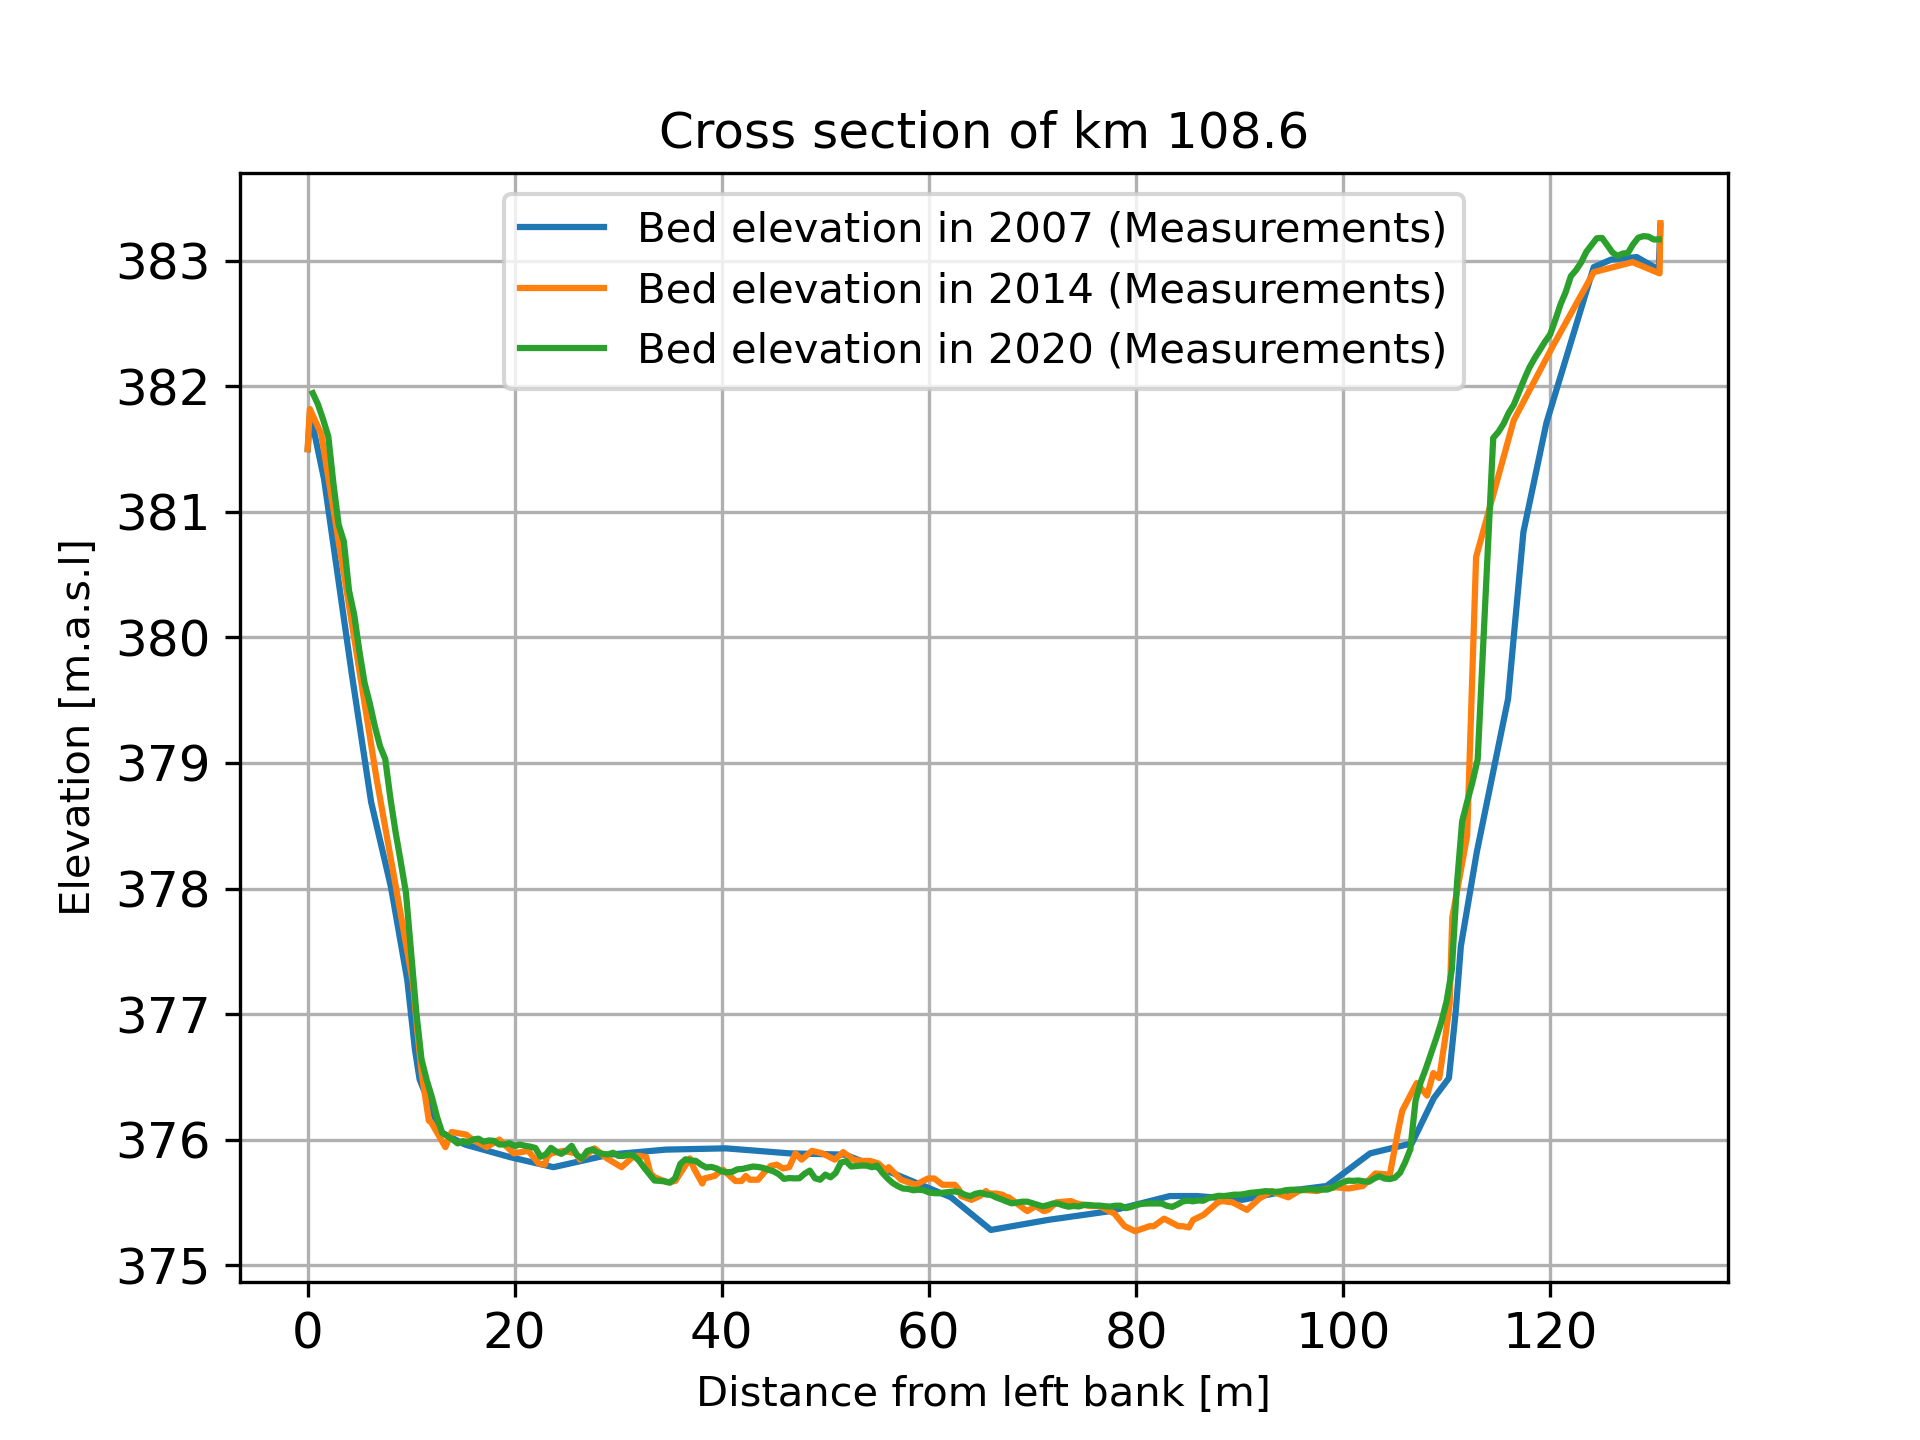 Cross section of km 108.6
Bed elevation in 2007 (Measurements)
Bed elevation in 2014 (Measurements)
Bed elevation in 2020 (Measurements)
Elevation [m.a.s.l]
383
382
381
380
379
378
377
376
375
0 20 40 60 80 100 120
Distance from left bank [m]